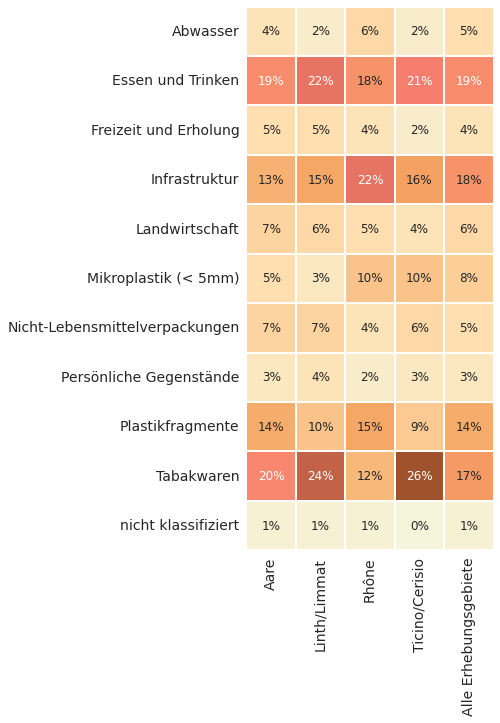 Abwasser 4% 2% 6% 2% 5%
Essen und Trinken 19% 22% 18% 21% 19%
Freizeit und Erholung 5% 5% 4% 2% 4%
Infrastruktur 13% 15% 22% 16% 18%
Landwirtschaft 7% 6% 5% 4% 6%
Mikroplastik (< 5mm) 5% 3% 10% 10% 8%
Nicht-Lebensmittelverpackungen 7% 7% 4% 6% 5%
Persönliche Gegenstände 3% 4% 2% 3% 3%
Plastikfragmente 14% 10% 15% 9% 14%
Tabakwaren 20% 24% 12% 26% 17%
nicht klassifiziert 1% 1% 1% 0% 1%
Aare
Linth/Limmat
Rhône
Ticino/Cerisio
Alle Erhebungsgebiete